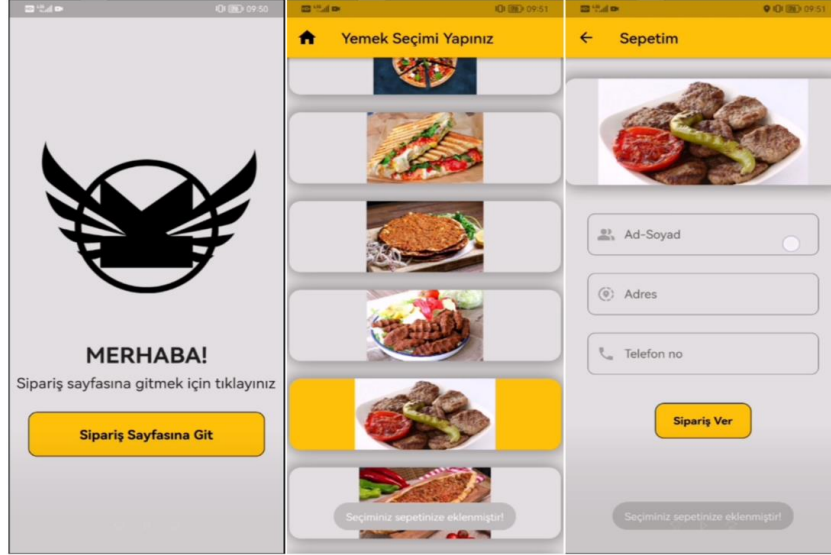 09:50
MERHABA!
Sipariş sayfasına gitmek için tıklayınız
Sipariş Sayfasına Git
09:51
Yemek Seçimi Yapınız
Seçiminiz sepetinize eklenmiştir!
09:51
Sepetim
Ad-Soyad
Adres
Telefon no
Sipariş Ver
Seçiminiz sepetinize eklenmiştir!